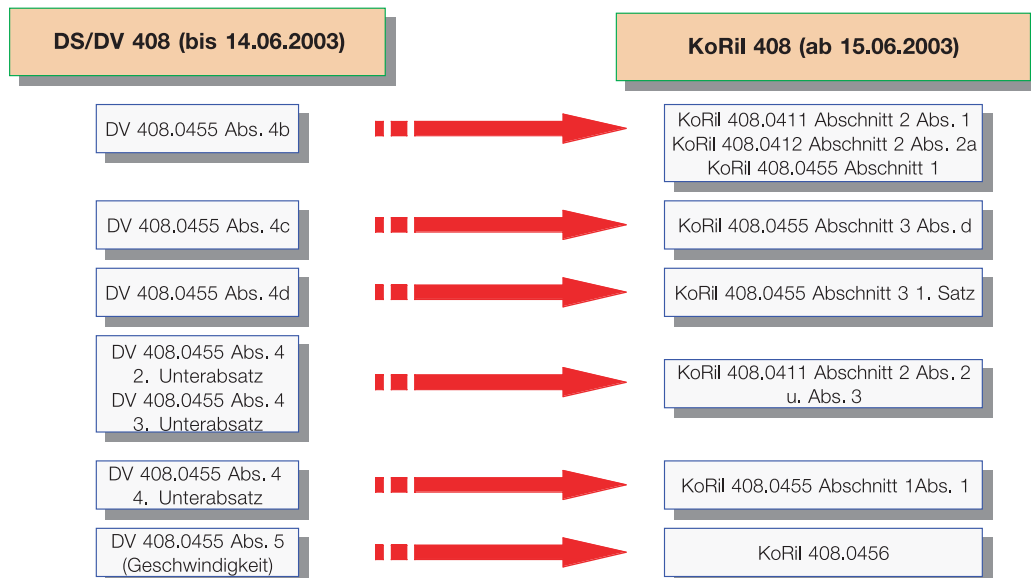 DS/DV 408 (bis 14.06.2003)
KoRil 408 (ab 15.06.2003)
DV 408.0455 Abs. 4b
KoRil 408.0411 Abschnitt 2 Abs. 1
KoRil 408.0412 Abschnitt 2 Abs. 2a
KoRil 408.0455 Abschnitt 1
DV 408.0455 Abs. 4c
KoRil 408.0455 Abschnitt 3 Abs. d
DV 408.0455 Abs. 4d
KoRil 408.0455 Abschnitt 3 1. Satz
DV 408.0455 Abs. 4
2. Unterabsatz
DV 408.0455 Abs. 4
3. Unterabsatz
KoRil 408.0411 Abschnitt 2 Abs. 2
u. Abs. 3
DV 408.0455 Abs. 4
4. Unterabsatz
KoRil 408.0455 Abschnitt 1Abs. 1
DV 408.0455 Abs. 5
(Geschwindigkeit)
KoRil 408.0456